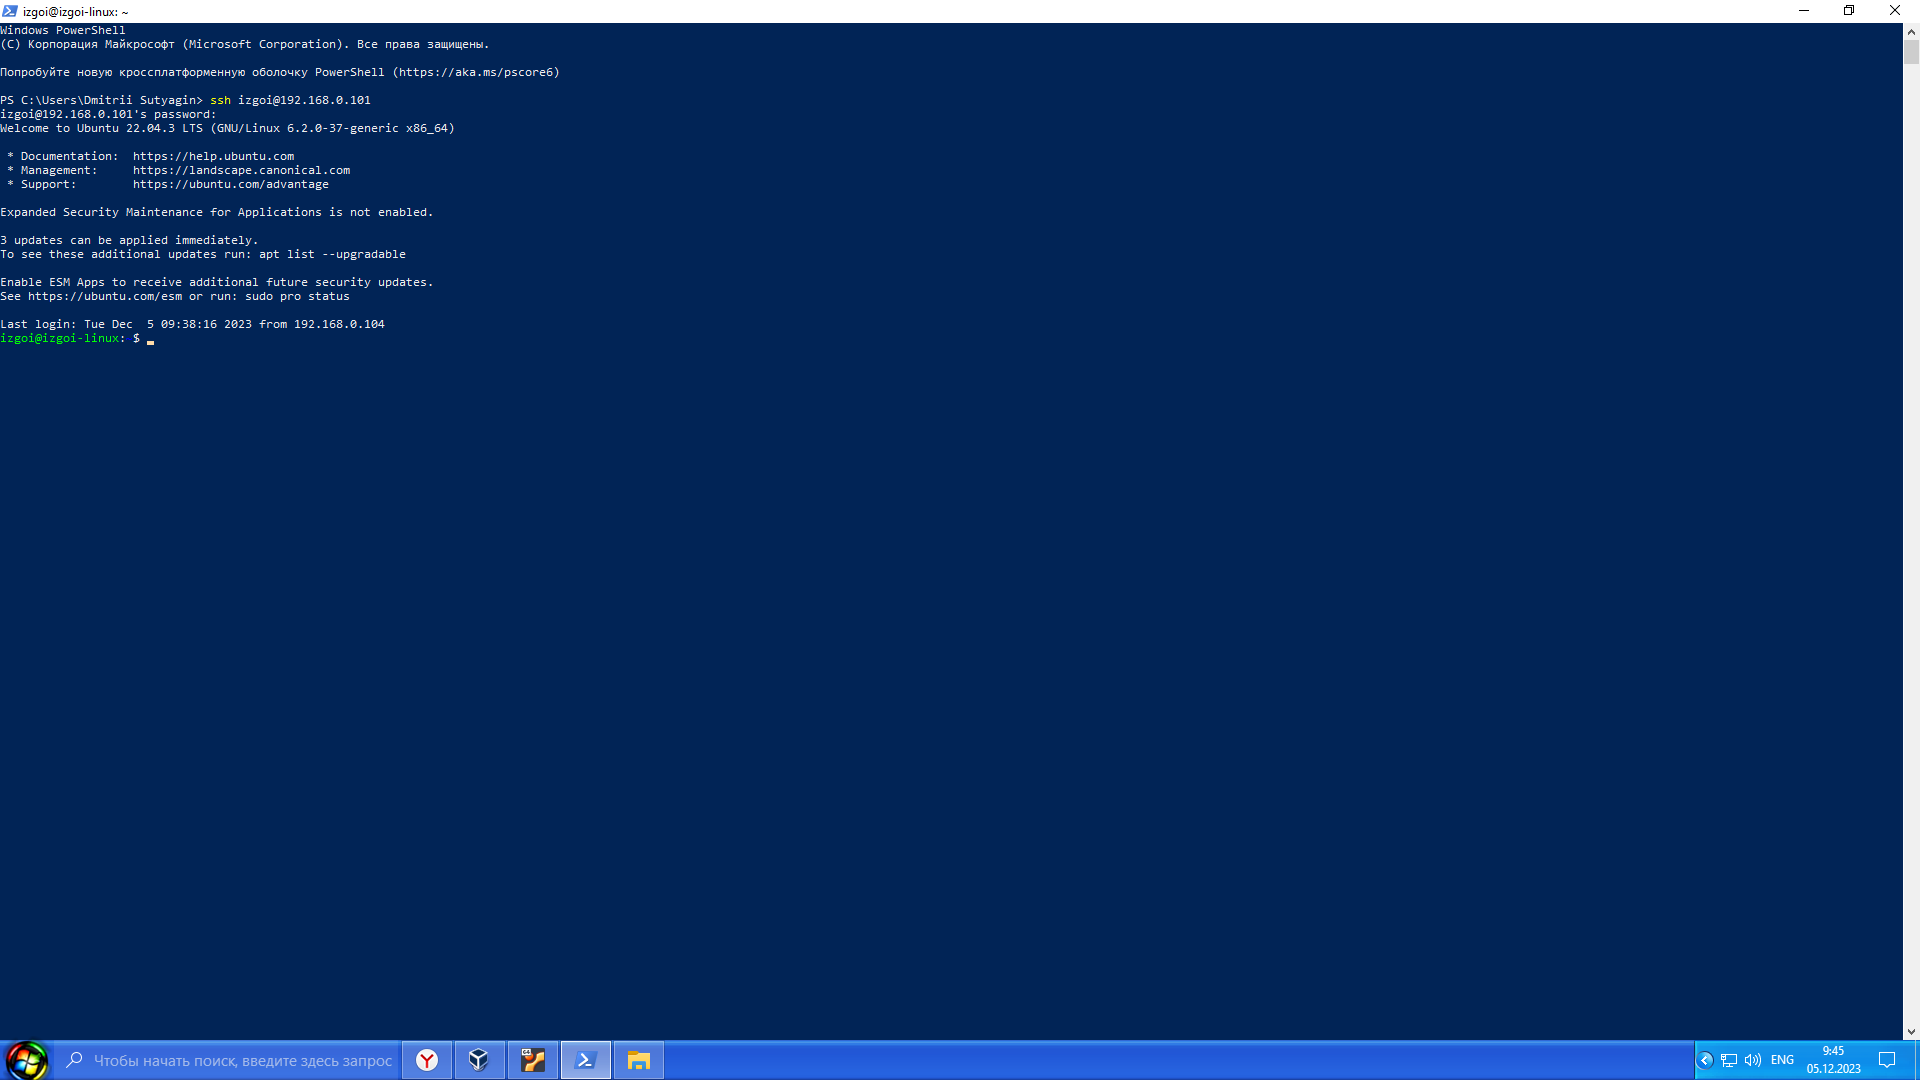 izgoi@izgoi-linux: ~
Windows PowerShell
(C) Корпорация Майкрософт (Microsoft Corporation). Все права защищены.
Попробуйте новую кроссплатформенную оболочку PowerShell (https://aka.ms/pscore6)
PS C:\Users\Dmitrii Sutyagin> ssh izgoi@192.168.0.101
izgoi@192.168.0.101's password:
Welcome to Ubuntu 22.04.3 LTS (GNU/Linux 6.2.0-37-generic x86_64)
* Documentation:  https://help.ubuntu.com
* Management:     https://landscape.canonical.com
* Support:        https://ubuntu.com/advantage
Expanded Security Maintenance for Applications is not enabled.
3 updates can be applied immediately.
To see these additional updates run: apt list --upgradable
Enable ESM Apps to receive additional future security updates.
See https://ubuntu.com/esm or run: sudo pro status
Last login: Tue Dec  5 09:38:16 2023 from 192.168.0.104
izgoi@izgoi-linux: $
Чтобы начать поиск, введите здесь запрос
64
ENG
9:45
05.12.2023